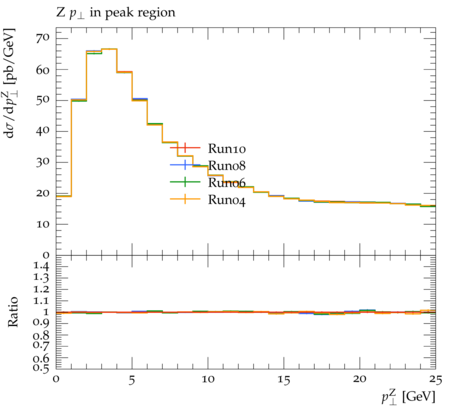 Z p⊥ in peak region
dσ/dp⊥^Z [pb/GeV]
70
60
50
40
30
20
10
0
Run10
Run08
Run06
Run04
Ratio
1.4
1.3
1.2
1.1
1
0.9
0.8
0.7
0.6
0.5
0 5 10 15 20 25
p⊥^Z [GeV]